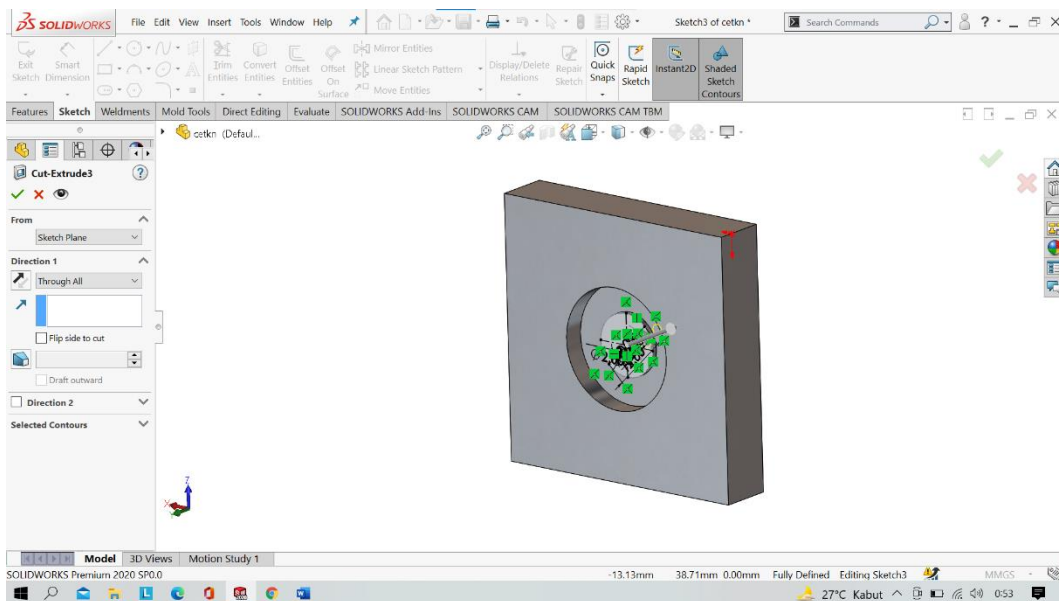 SOLIDWORKS File Edit View Insert Tools Window Help Sketch3 of cetkn * Search Commands
Exit Sketch Smart Dimension Trim Entities Convert Entities Offset Entities Offset On Surface Mirror Entities Linear Sketch Pattern Move Entities Display/Delete Relations Repair Sketch Quick Snaps Rapid Sketch Instant2D Shaded Sketch Contours
Features Sketch Weldments Mold Tools Direct Editing Evaluate SOLIDWORKS Add-Ins SOLIDWORKS CAM SOLIDWORKS CAM TBM
cetkn (Defaul...
Cut-Extrude3
From
Sketch Plane
Direction 1
Through All
Flip side to cut
Draft outward
Direction 2
Selected Contours
Z
X
Y
Model 3D Views Motion Study 1
SOLIDWORKS Premium 2020 SP0.0 -13.13mm 38.71mm 0.00mm Fully Defined Editing Sketch3 MMGS
27°C Kabut 0:53